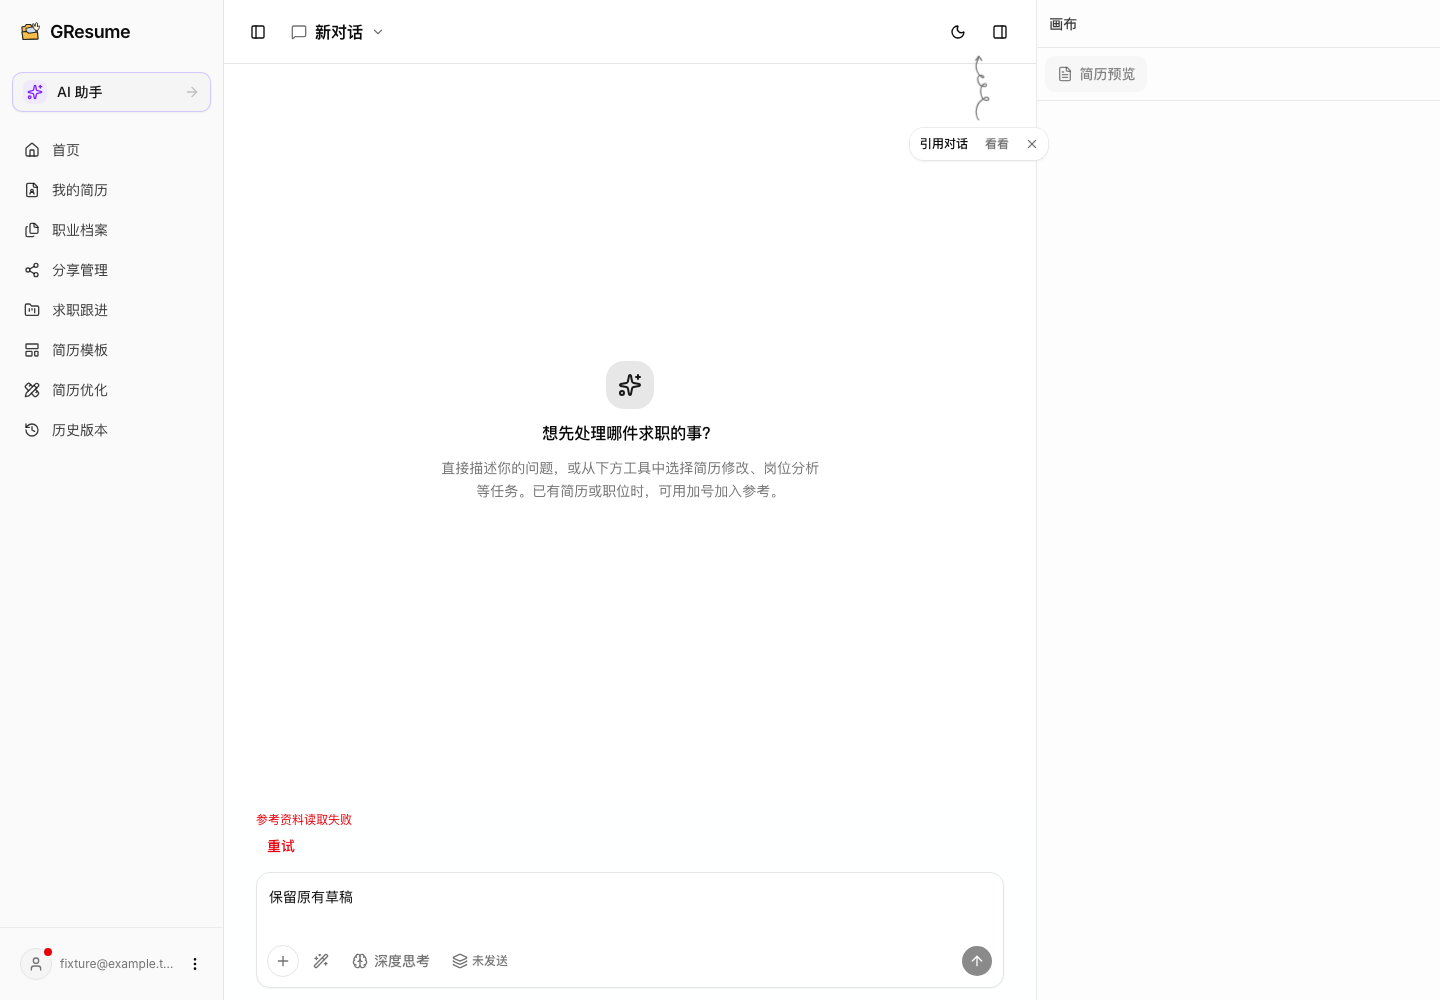 GResume
AI 助手
首页
我的简历
职业档案
分享管理
求职跟进
简历模板
简历优化
历史版本
fixture@example.t...
新对话
引用对话 看看
想先处理哪件求职的事?
直接描述你的问题，或从下方工具中选择简历修改、岗位分析
等任务。已有简历或职位时，可用加号加入参考。
参考资料读取失败
重试
保留原有草稿
深度思考 未发送
画布
简历预览